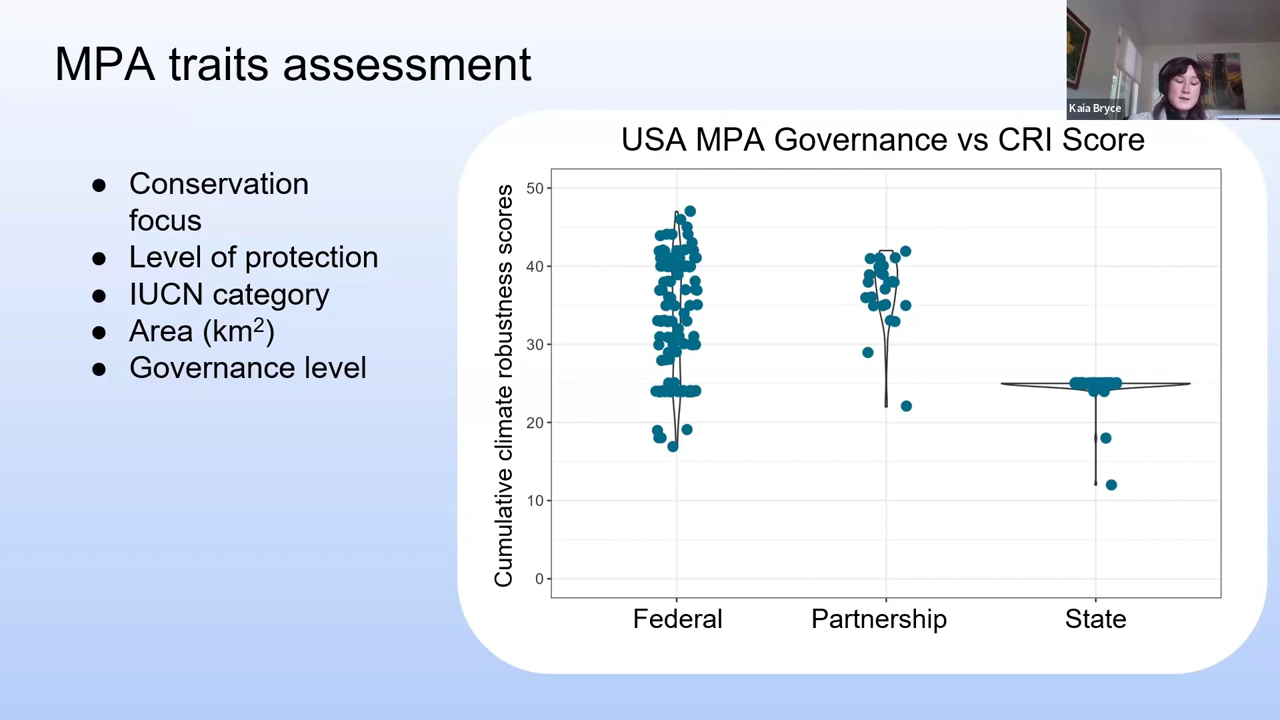 MPA traits assessment
Kaia Bryce
● Conservation
focus
● Level of protection
● IUCN category
● Area (km²)
● Governance level
USA MPA Governance vs CRI Score
Cumulative climate robustness scores
50
40
30
20
10
0
Federal
Partnership
State